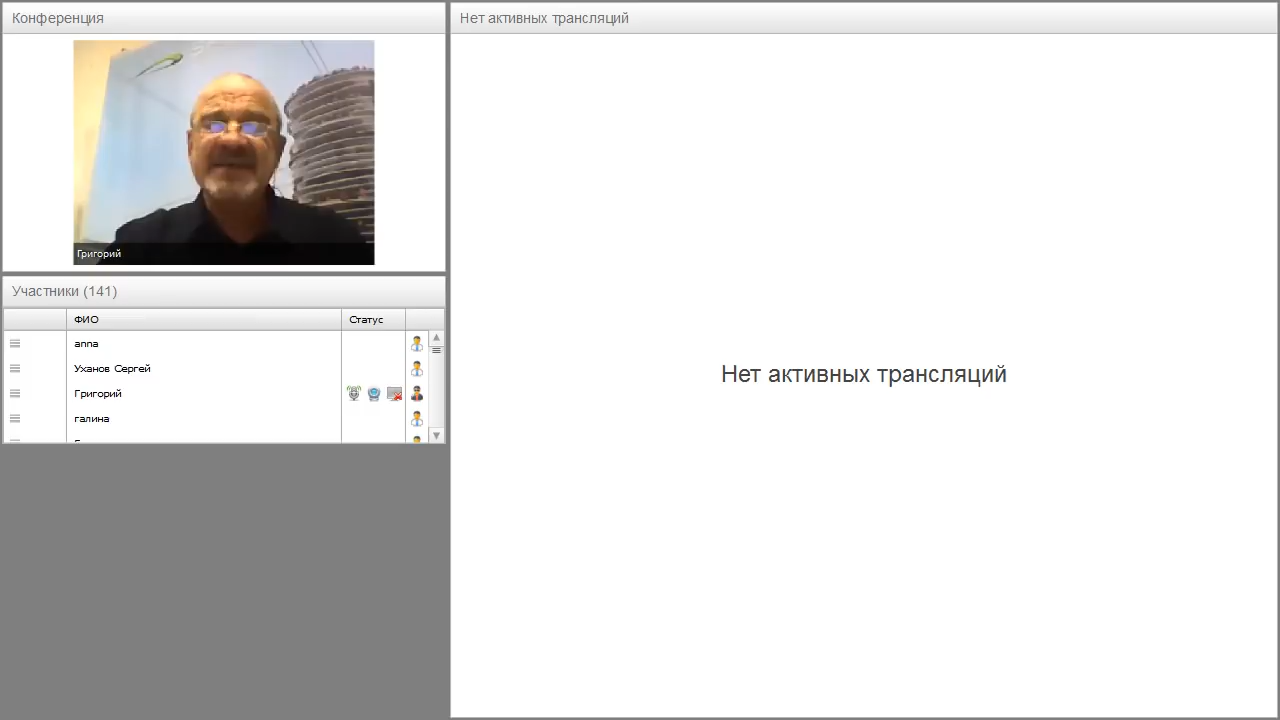 Конференция
Григорий
Участники (141)
ФИО Статус
anna
Уханов Сергей
Григорий
галина
Нет активных трансляций
Нет активных трансляций